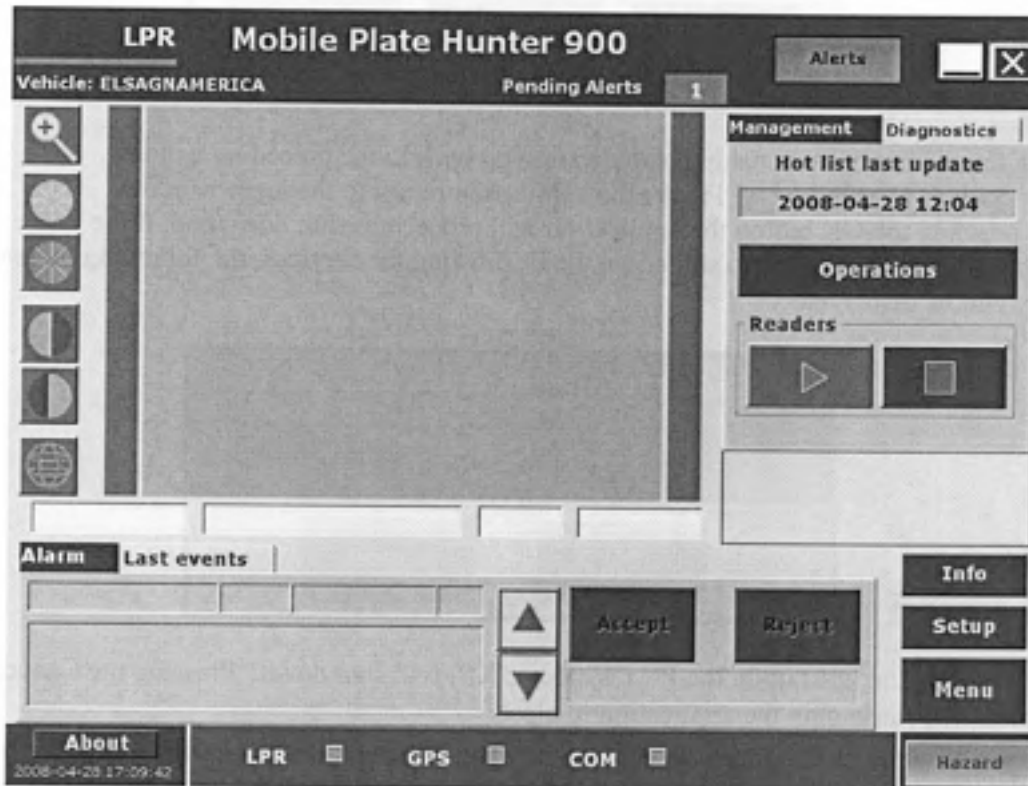 LPR
Mobile Plate Hunter 900
Alerts
Vehicle: ELSAGNAMERICA
Pending Alerts 1
Management Diagnostics
Hot list last update
2008-04-28 12:04
Operations
Readers
Alarm Last events
Accept Reject
Info
Setup
Menu
About
2008-04-28 17:09:42
LPR GPS COM
Hazard